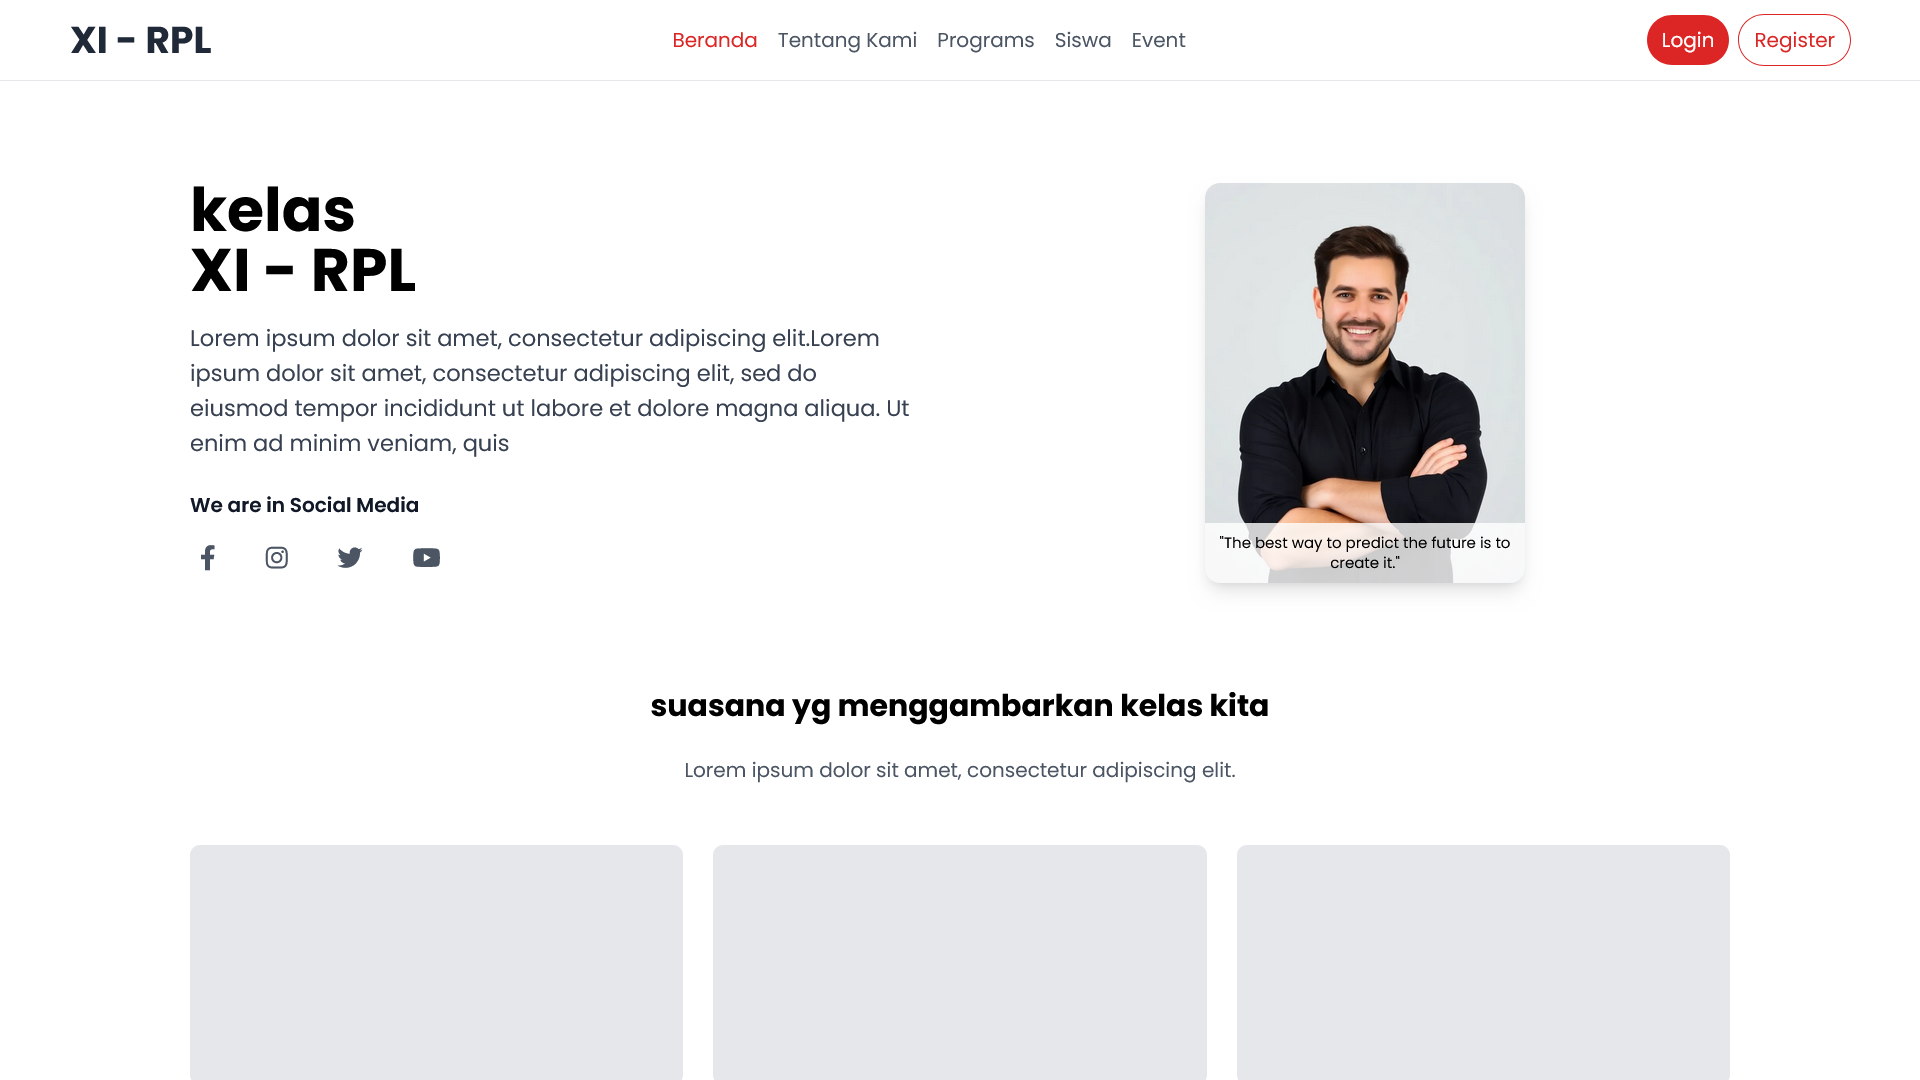 XI - RPL
Beranda Tentang Kami Programs Siswa Event
Login Register
kelas
XI - RPL
Lorem ipsum dolor sit amet, consectetur adipiscing elit.Lorem
ipsum dolor sit amet, consectetur adipiscing elit, sed do
eiusmod tempor incididunt ut labore et dolore magna aliqua. Ut
enim ad minim veniam, quis
We are in Social Media
"The best way to predict the future is to
create it."
suasana yg menggambarkan kelas kita
Lorem ipsum dolor sit amet, consectetur adipiscing elit.